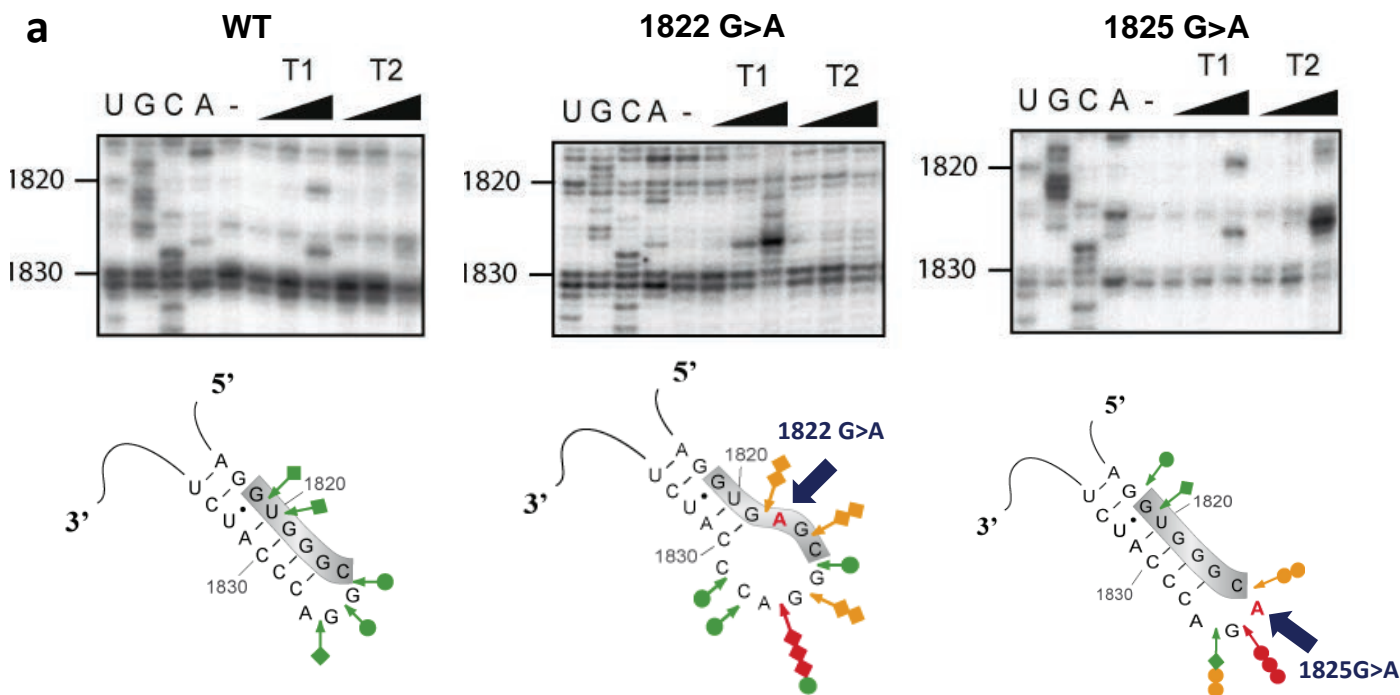 a
WT
1822 G>A
1825 G>A
T1 T2
T1 T2
T1 T2
U G C A -
U G C A -
U G C A -
1820
1830
1820
1830
1820
1830
5’
3’
A G G U G G G C G G
U C U A C C C A
1820
1830
5’
3’
1822 G>A
A G G U G A G C G G
U C U A C C C A
1820
1830
5’
3’
A G G U G G G C A G
U C U A C C C A
1820
1830
1825G>A